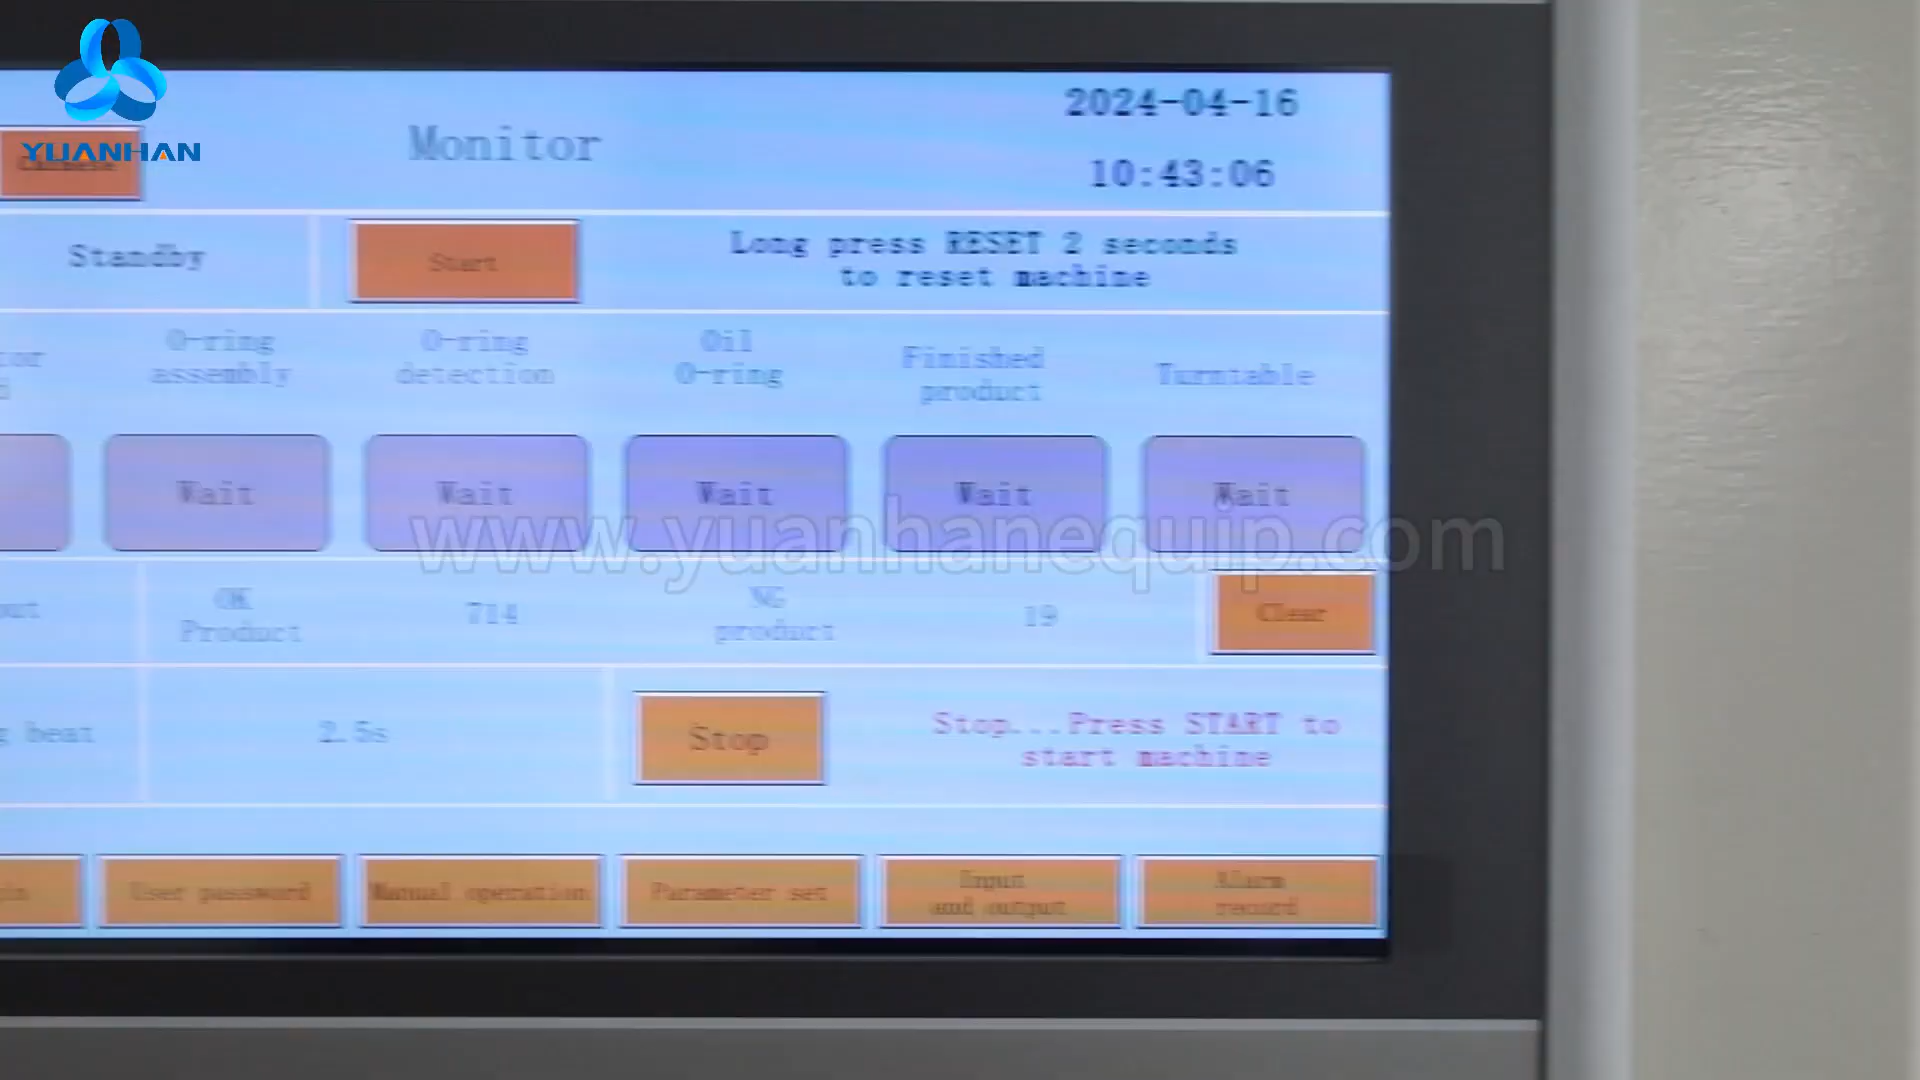 YUANHAN
Chinese
Monitor
2024-04-16
10:43:06
Standby
Start
Long press RESET 2 seconds
to reset machine
O-ring
assembly
O-ring
detection
Oil
O-ring
Finished
product
Turntable
Wait
Wait
Wait
Wait
Wait
www.yuanhanequip.com
OK
Product
714
NG
product
19
Clear
beat
2.5s
Stop
Stop...Press START to
start machine
User password
Manual operation
Parameter set
Input
and output
Alarm
record